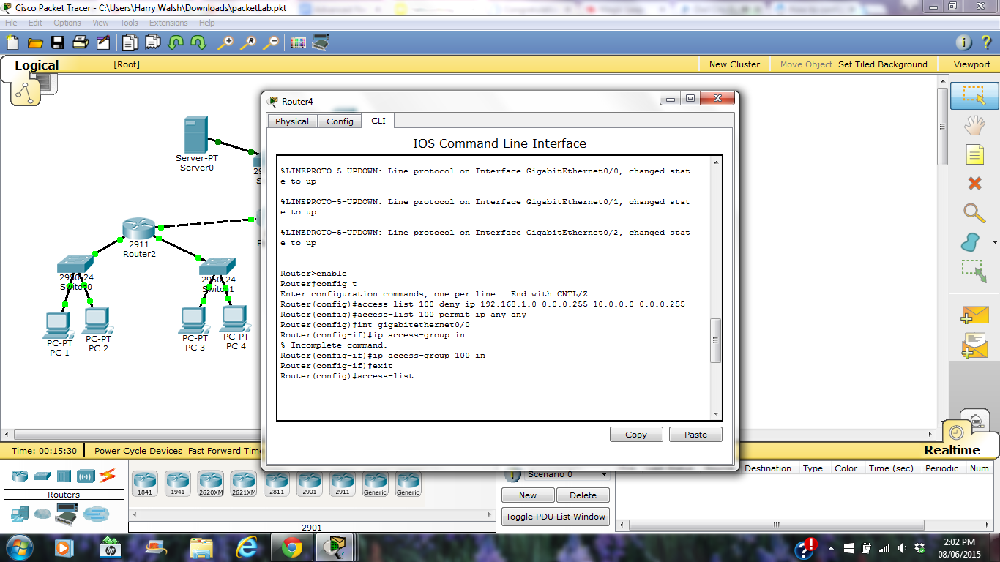 Cisco Packet Tracer - C:\Users\Harry Walsh\Downloads\packetLab.pkt
File Edit Options View Tools Extensions Help
Logical
[Root]
New Cluster
Move Object
Set Tiled Background
Viewport
Server-PT
Server0
2911
Router2
2950-24
Switch0
2950-24
Switch1
PC-PT
PC 1
PC-PT
PC 2
PC-PT
PC 3
PC-PT
PC 4
Router4
Physical Config CLI
IOS Command Line Interface
%LINEPROTO-5-UPDOWN: Line protocol on Interface GigabitEthernet0/0, changed stat
e to up
%LINEPROTO-5-UPDOWN: Line protocol on Interface GigabitEthernet0/1, changed stat
e to up
%LINEPROTO-5-UPDOWN: Line protocol on Interface GigabitEthernet0/2, changed stat
e to up
Router>enable
Router#config t
Enter configuration commands, one per line.  End with CNTL/Z.
Router(config)#access-list 100 deny ip 192.168.1.0 0.0.0.255 10.0.0.0 0.0.0.255
Router(config)#access-list 100 permit ip any any
Router(config)#int gigabitethernet0/0
Router(config-if)#ip access-group in
% Incomplete command.
Router(config-if)#ip access-group 100 in
Router(config-if)#exit
Router(config)#access-list
Copy
Paste
Time: 00:15:30
Power Cycle Devices Fast Forward Time
Realtime
Routers
1841 1941 2620XM 2621XM 2811 2901 2911 Generic Generic
2901
Scenario 0
New
Delete
Toggle PDU List Window
Destination Type Color Time (sec) Periodic Num
2:02 PM
08/06/2015